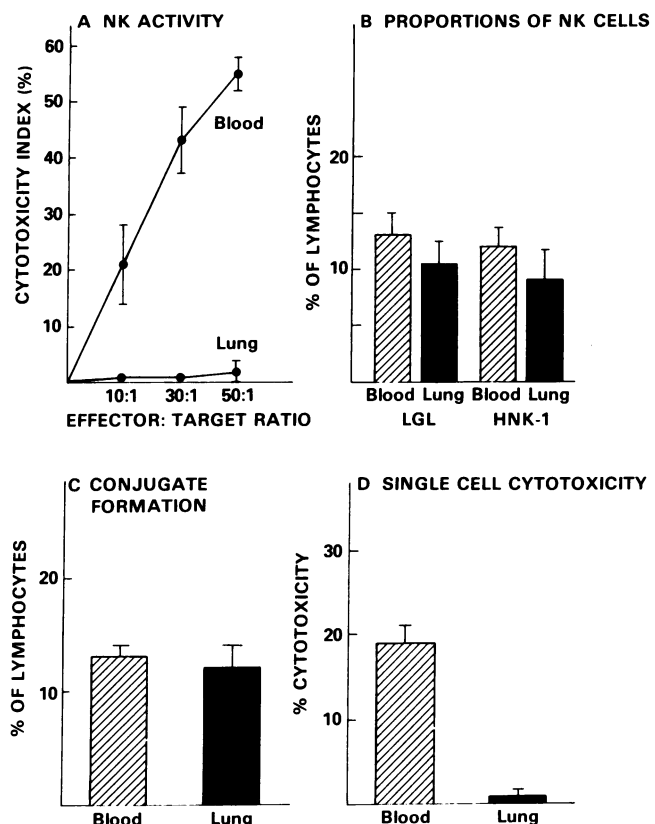 A NK ACTIVITY
CYTOTOXICITY INDEX (%)
60
50
40
30
20
10
Blood
Lung
10:1 30:1 50:1
EFFECTOR: TARGET RATIO
B PROPORTIONS OF NK CELLS
% OF LYMPHOCYTES
20
10
Blood Lung Blood Lung
LGL HNK-1
C CONJUGATE
FORMATION
% OF LYMPHOCYTES
20
10
Blood Lung
D SINGLE CELL CYTOTOXICITY
% CYTOTOXICITY
30
20
10
Blood Lung